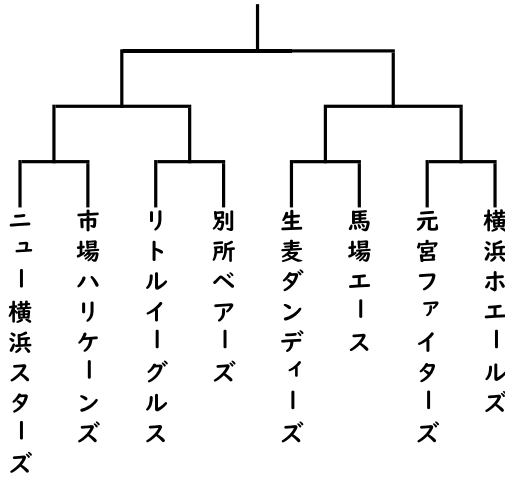 ニュー横浜スターズ
市場ハリケーンズ
リトルイーグルス
別所ベアーズ
生麦ダンディーズ
馬場エース
元宮ファイターズ
横浜ホエールズ